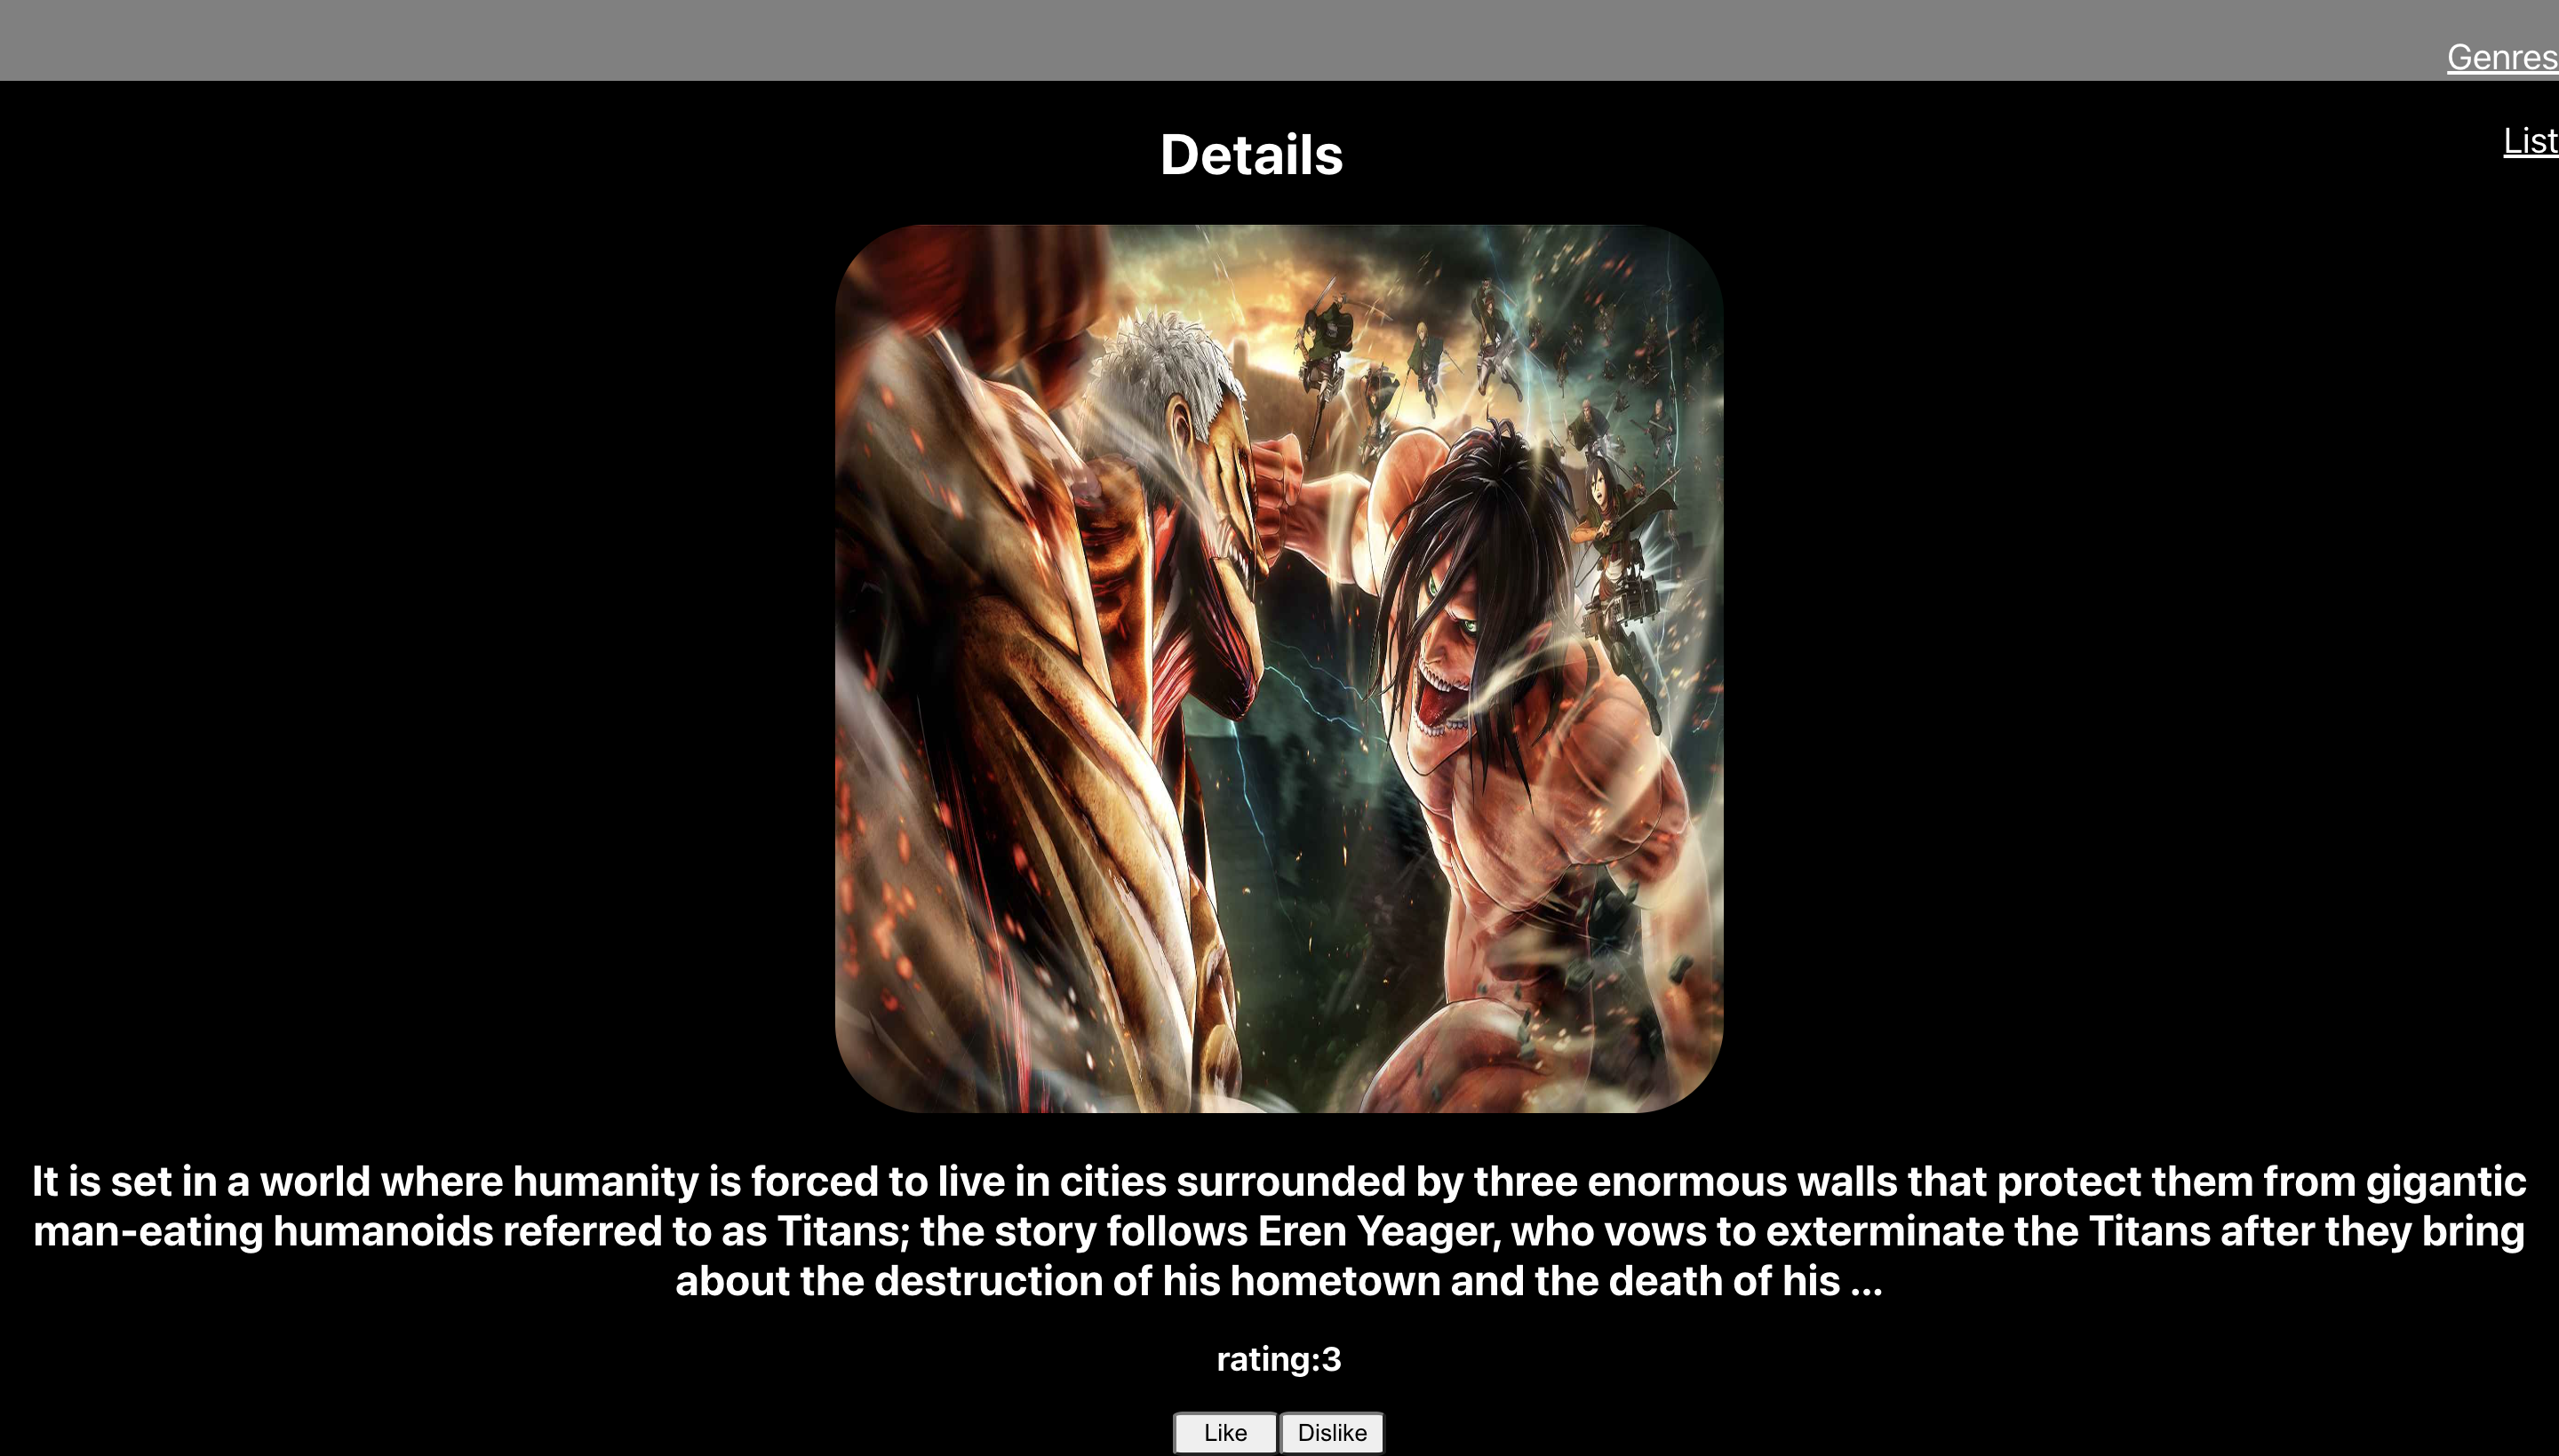 Genres
List
Details
It is set in a world where humanity is forced to live in cities surrounded by three enormous walls that protect them from gigantic
man-eating humanoids referred to as Titans; the story follows Eren Yeager, who vows to exterminate the Titans after they bring
about the destruction of his hometown and the death of his ...
rating:3
Like Dislike